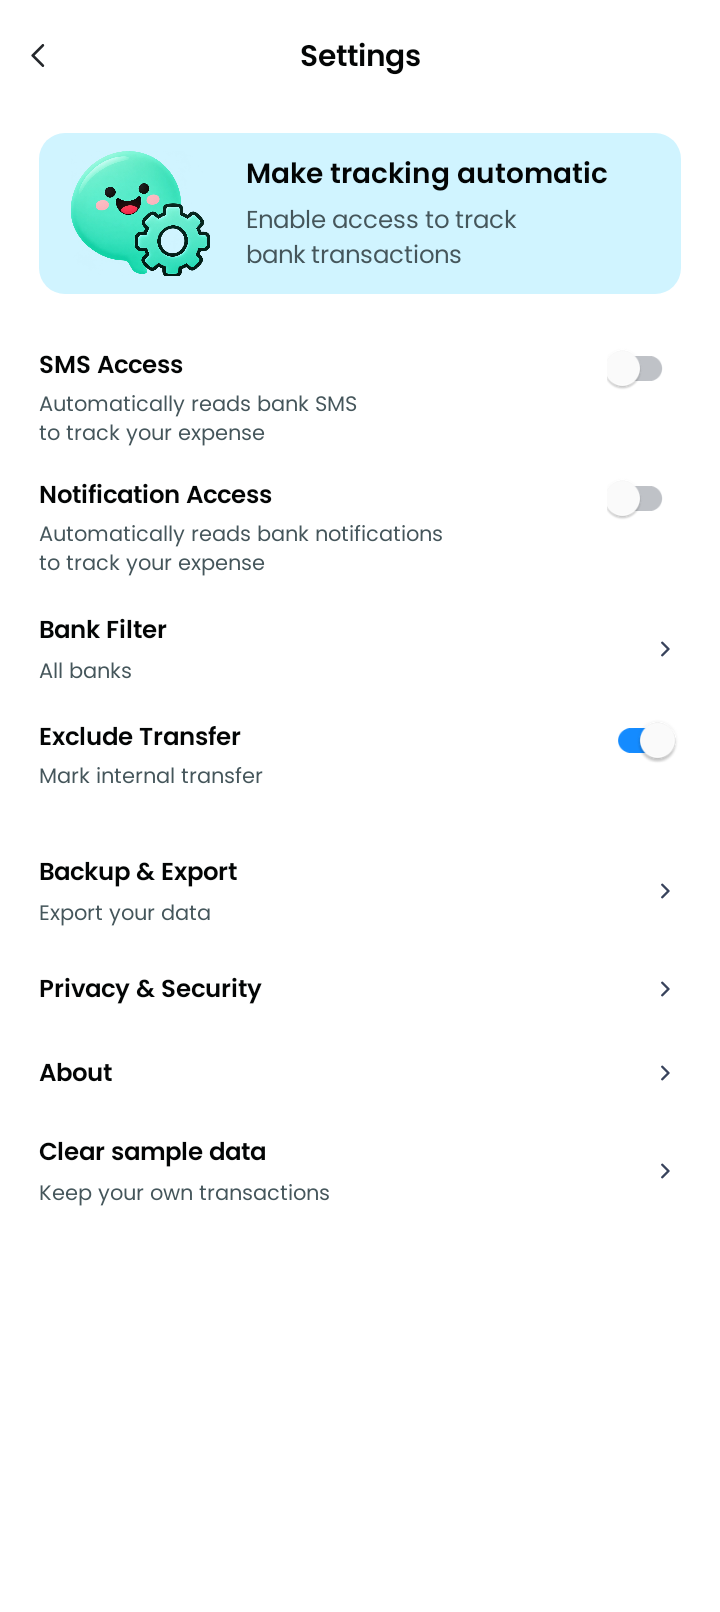 Settings
Make tracking automatic
Enable access to track
bank transactions
SMS Access
Automatically reads bank SMS
to track your expense
Notification Access
Automatically reads bank notifications
to track your expense
Bank Filter
All banks
Exclude Transfer
Mark internal transfer
Backup & Export
Export your data
Privacy & Security
About
Clear sample data
Keep your own transactions